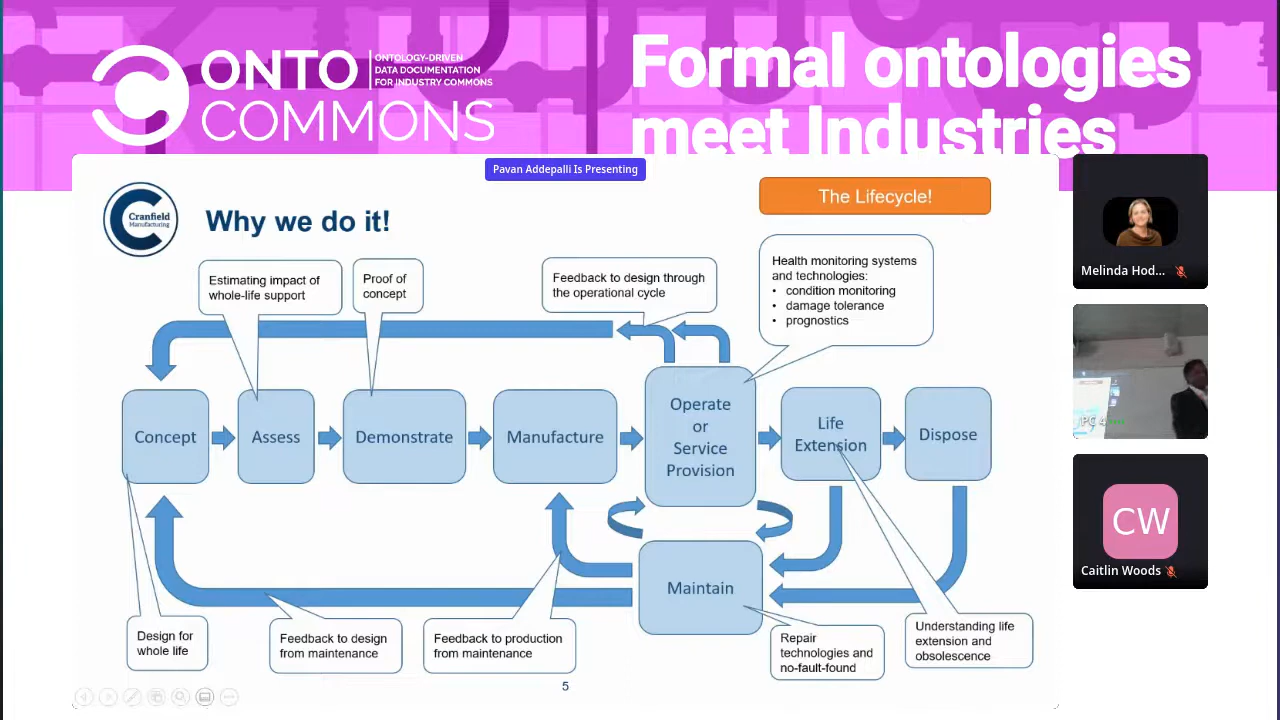 ONTO
COMMONS
ONTOLOGY-DRIVEN
DATA DOCUMENTATION
FOR INDUSTRY COMMONS
Formal ontologies
meet Industries
Pavan Addepalli Is Presenting
Cranfield
Manufacturing
Why we do it!
The Lifecycle!
Estimating impact of
whole-life support
Proof of
concept
Feedback to design through
the operational cycle
Health monitoring systems
and technologies:
• condition monitoring
• damage tolerance
• prognostics
Concept
Assess
Demonstrate
Manufacture
Operate
or
Service
Provision
Life
Extension
Dispose
Maintain
Design for
whole life
Feedback to design
from maintenance
Feedback to production
from maintenance
Repair
technologies and
no-fault-found
Understanding life
extension and
obsolescence
5
Melinda Hod...
CW
Caitlin Woods